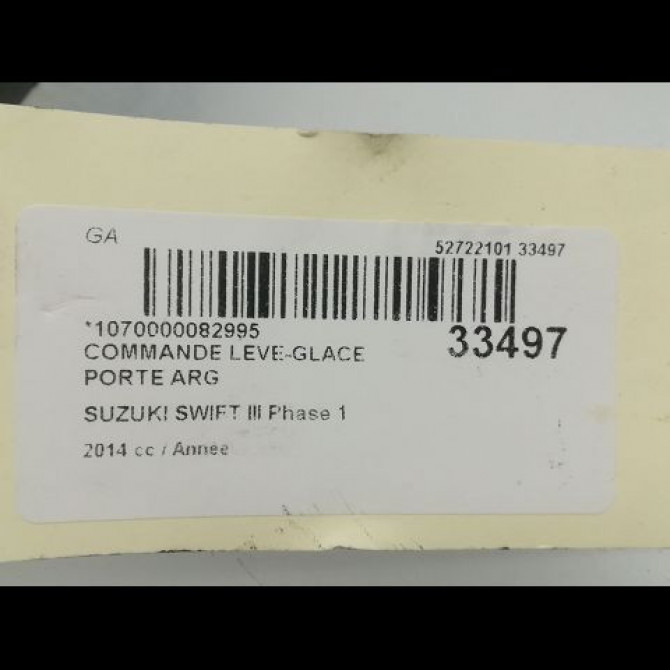 GA
52722101 33497
*1070000082995
33497
COMMANDE LEVE-GLACE
PORTE ARG
SUZUKI SWIFT III Phase 1
2014 cc / Annee